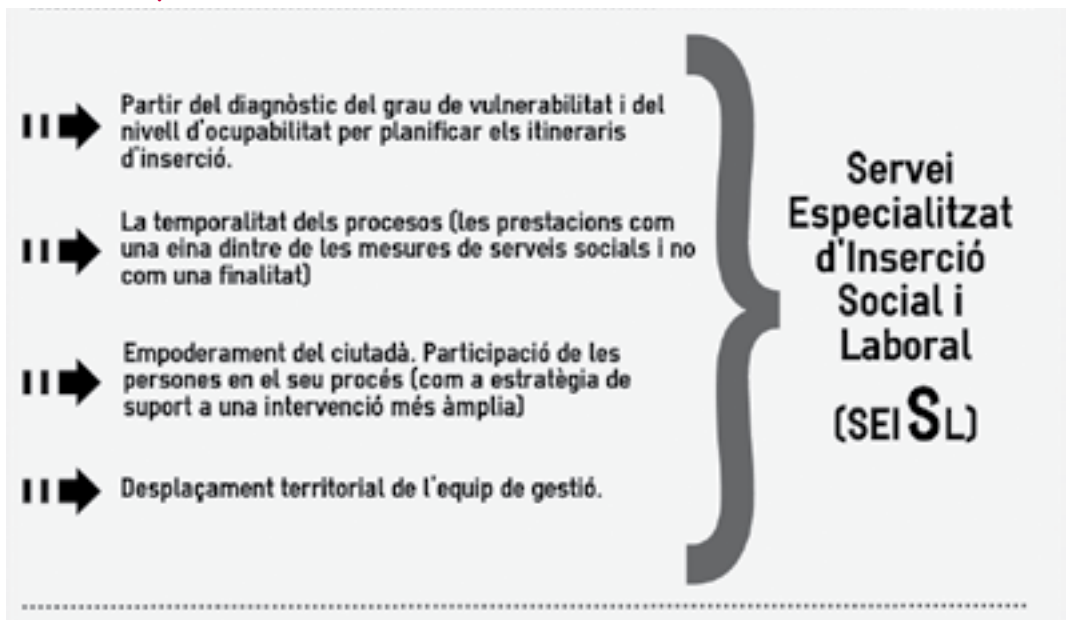 Partir del diagnòstic del grau de vulnerabilitat i del
nivell d'ocupabilitat per planificar els itineraris
d'inserció.
La temporalitat dels procesos (les prestacions com
una eina dintre de les mesures de serveis socials i no
com una finalitat)
Empoderament del ciutadà. Participació de les
persones en el seu procés (com a estratègia de
suport a una intervenció més àmplia)
Desplaçament territorial de l'equip de gestió.
Servei
Especialitzat
d'Inserció
Social i
Laboral
(SEISL)